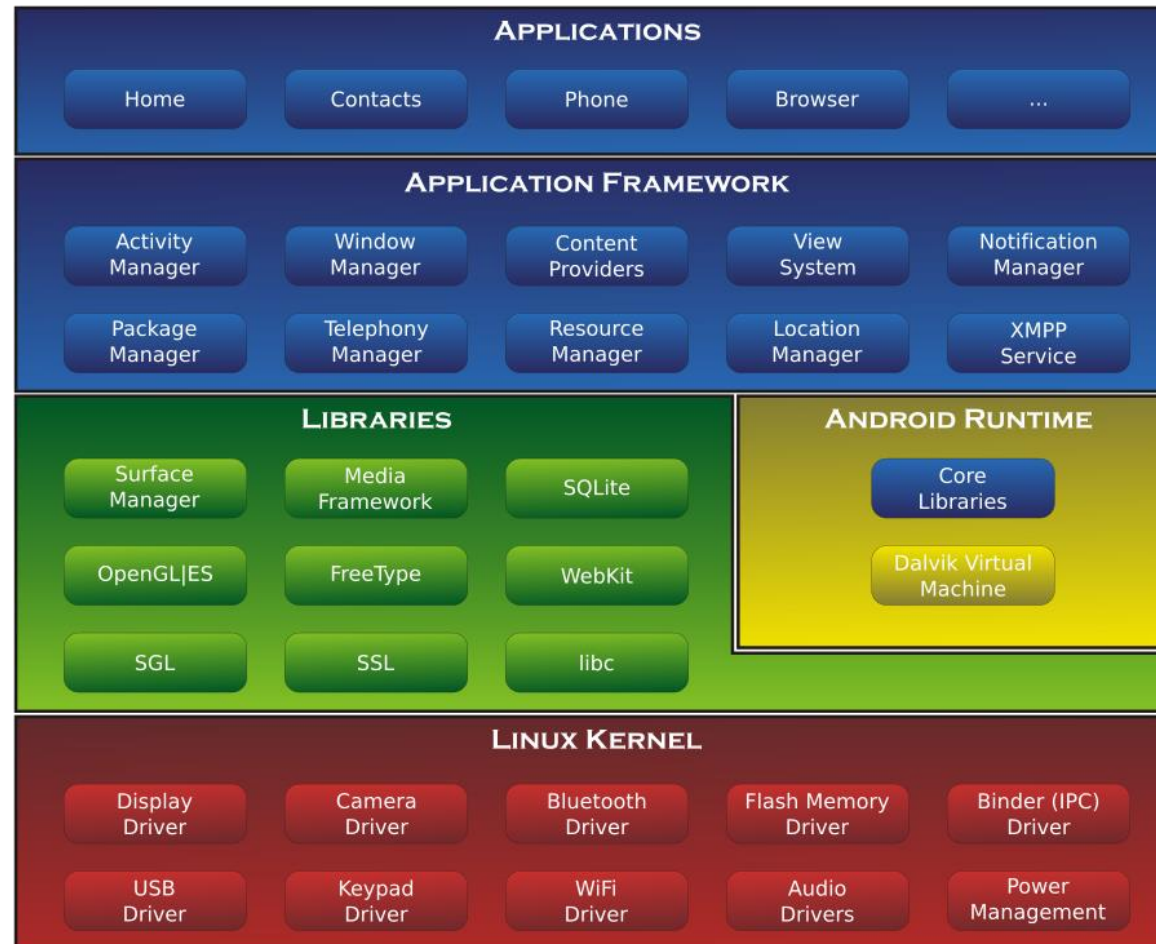 APPLICATIONS
Home
Contacts
Phone
Browser
...
APPLICATION FRAMEWORK
Activity
Manager
Window
Manager
Content
Providers
View
System
Notification
Manager
Package
Manager
Telephony
Manager
Resource
Manager
Location
Manager
XMPP
Service
LIBRARIES
Surface
Manager
Media
Framework
SQLite
OpenGL|ES
FreeType
WebKit
SGL
SSL
libc
ANDROID RUNTIME
Core
Libraries
Dalvik Virtual
Machine
LINUX KERNEL
Display
Driver
Camera
Driver
Bluetooth
Driver
Flash Memory
Driver
Binder (IPC)
Driver
USB
Driver
Keypad
Driver
WiFi
Driver
Audio
Drivers
Power
Management